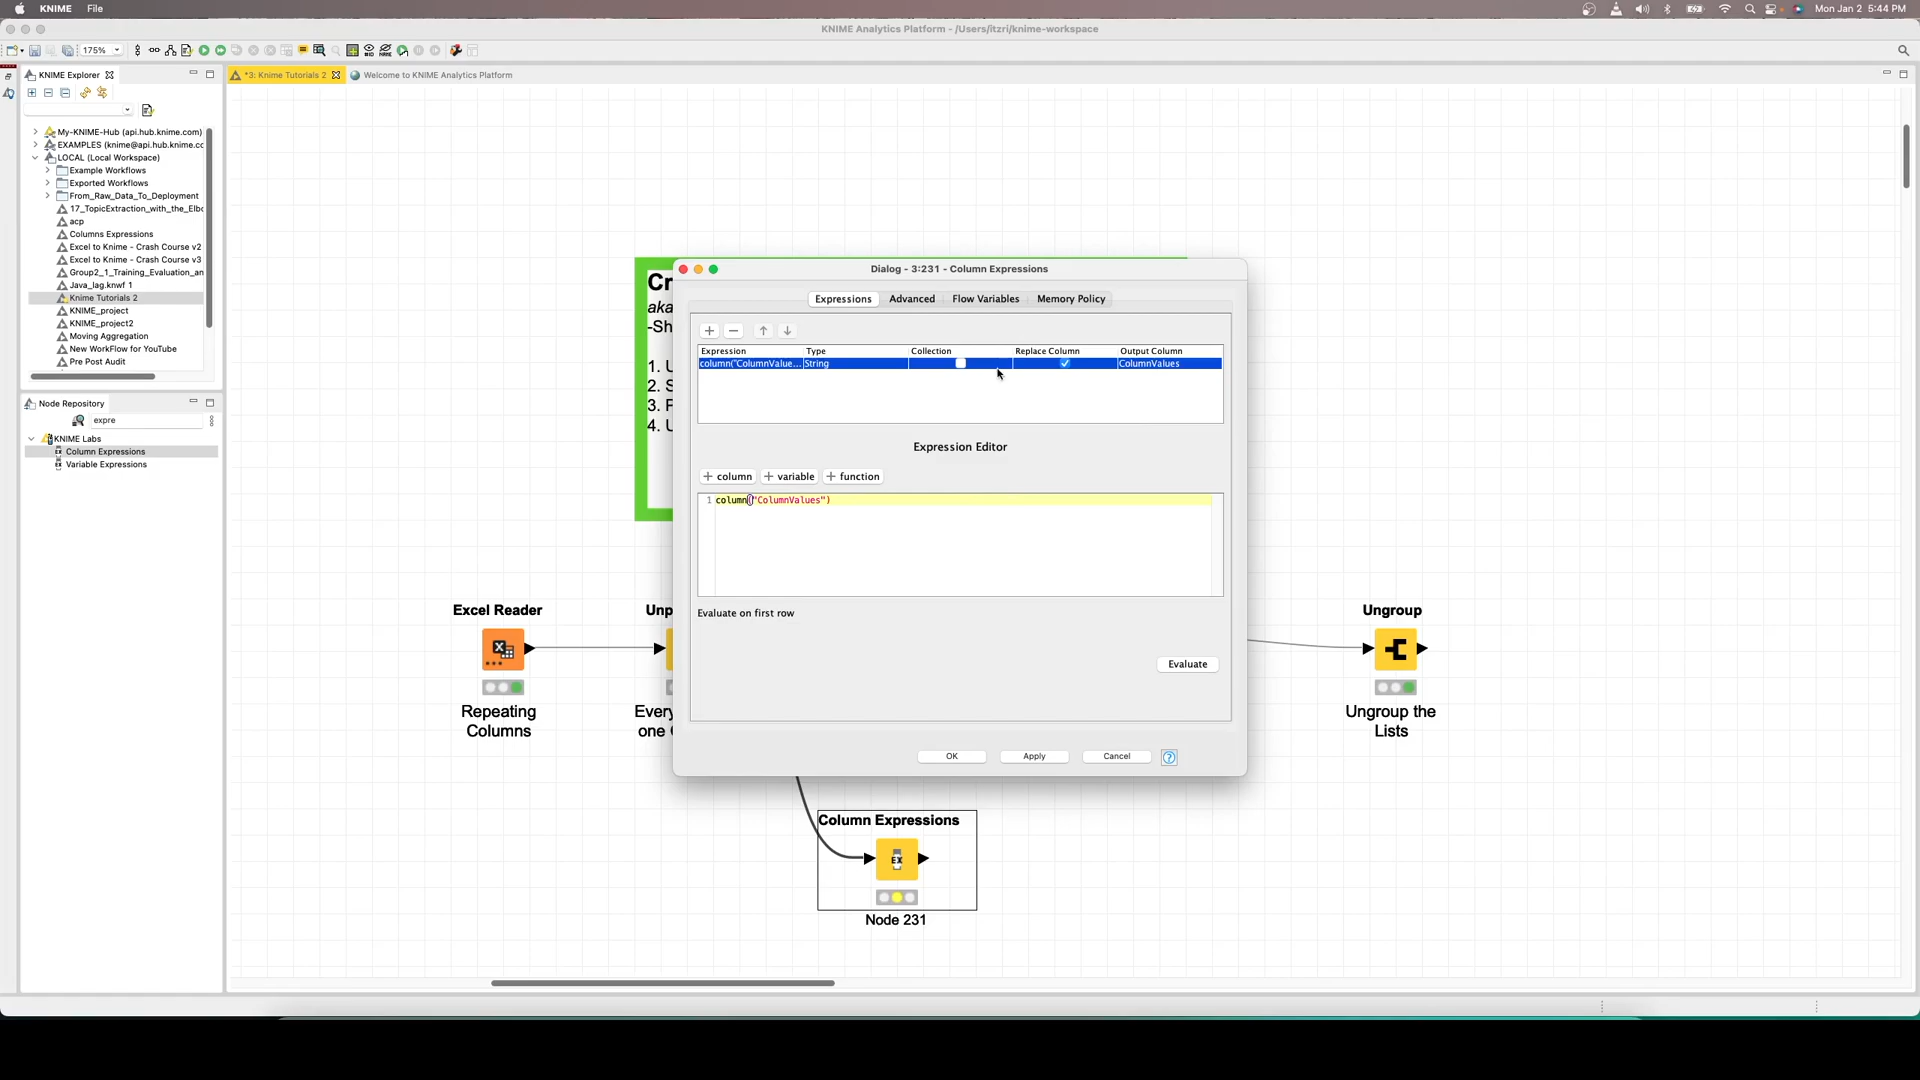 KNIME File
Mon Jan 2 5:44 PM
KNIME Analytics Platform - /Users/itzri/knime-workspace
175%
KNIME Explorer
*3: Knime Tutorials 2
Welcome to KNIME Analytics Platform
My-KNIME-Hub (api.hub.knime.com)
EXAMPLES (knime@api.hub.knime.cc
LOCAL (Local Workspace)
Example Workflows
Exported Workflows
From_Raw_Data_To_Deployment
17_TopicExtraction_with_the_Elbc
acp
Columns Expressions
Excel to Knime - Crash Course v2
Excel to Knime - Crash Course v3
Group2_1_Training_Evaluation_an
Java_lag.knwf 1
Knime Tutorials 2
KNIME_project
KNIME_project2
Moving Aggregation
New WorkFlow for YouTube
Pre Post Audit
Node Repository
expre
KNIME Labs
Column Expressions
Variable Expressions
Cr
aka
-Sh
1. U
2. S
3. F
4. U
Dialog - 3:231 - Column Expressions
Expressions Advanced Flow Variables Memory Policy
Expression Type Collection Replace Column Output Column
column("ColumnValue... String ColumnValues
Expression Editor
+ column + variable + function
1 column("ColumnValues")
Evaluate on first row
Evaluate
OK Apply Cancel ?
Excel Reader
Repeating
Columns
Unp
Every
one
Ungroup
Ungroup the
Lists
Column Expressions
EX
Node 231